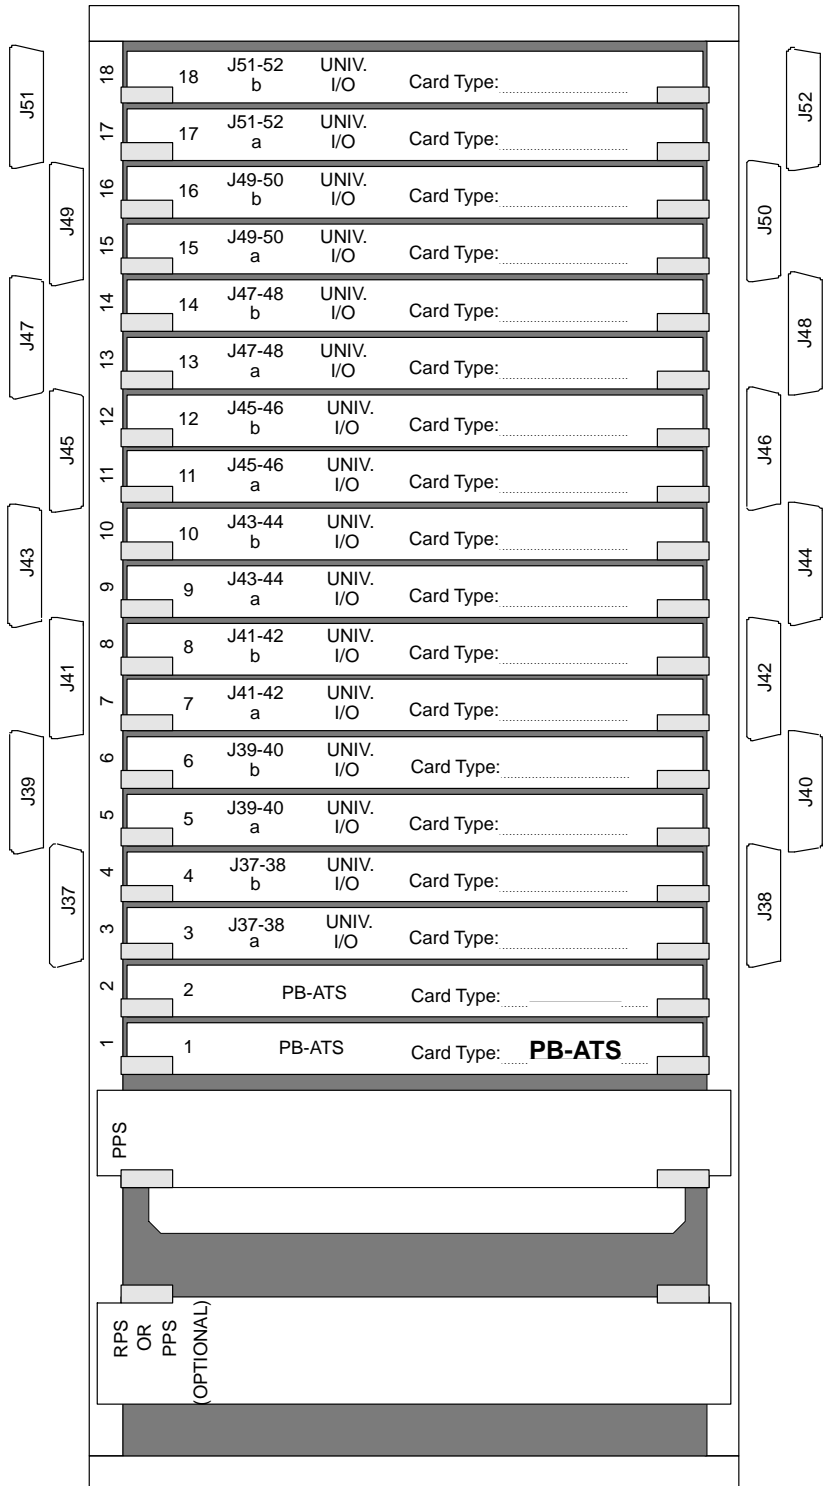 J51
J52
18 18 J51-52 b UNIV. I/O Card Type:
17 17 J51-52 a UNIV. I/O Card Type:
J49
J50
16 16 J49-50 b UNIV. I/O Card Type:
15 15 J49-50 a UNIV. I/O Card Type:
J47
J48
14 14 J47-48 b UNIV. I/O Card Type:
13 13 J47-48 a UNIV. I/O Card Type:
J45
J46
12 12 J45-46 b UNIV. I/O Card Type:
11 11 J45-46 a UNIV. I/O Card Type:
J43
J44
10 10 J43-44 b UNIV. I/O Card Type:
9 9 J43-44 a UNIV. I/O Card Type:
J41
J42
8 8 J41-42 b UNIV. I/O Card Type:
7 7 J41-42 a UNIV. I/O Card Type:
J39
J40
6 6 J39-40 b UNIV. I/O Card Type:
5 5 J39-40 a UNIV. I/O Card Type:
J37
J38
4 4 J37-38 b UNIV. I/O Card Type:
3 3 J37-38 a UNIV. I/O Card Type:
2 2 PB-ATS Card Type:
1 1 PB-ATS Card Type: PB-ATS
PPS
RPS
OR
PPS
(OPTIONAL)